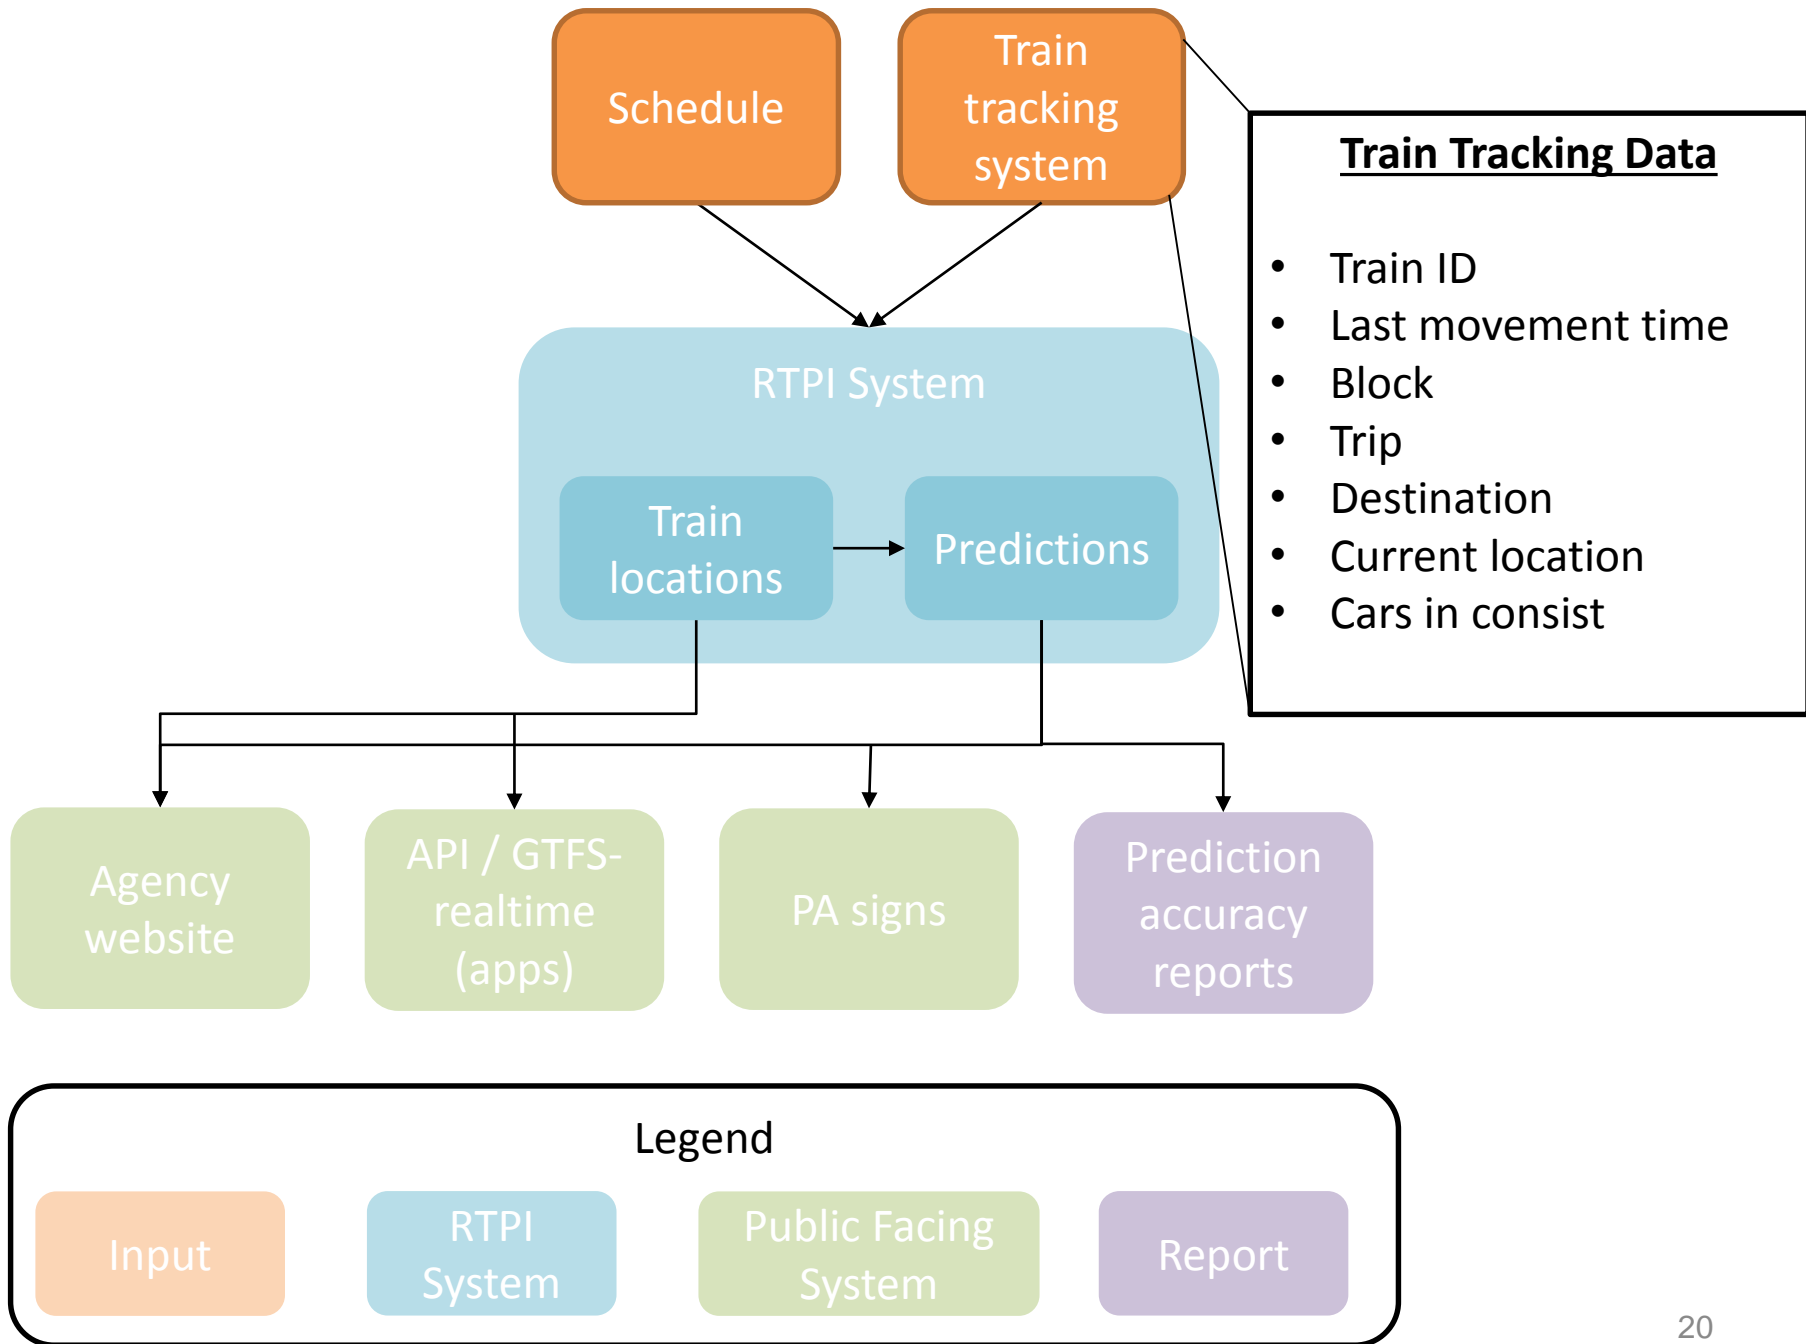 Schedule
Train
tracking
system
Train Tracking Data
• Train ID
• Last movement time
• Block
• Trip
• Destination
• Current location
• Cars in consist
RTPI System
Train
locations
Predictions
Agency
website
API / GTFS-
realtime
(apps)
PA signs
Prediction
accuracy
reports
Legend
Input
RTPI
System
Public Facing
System
Report
20